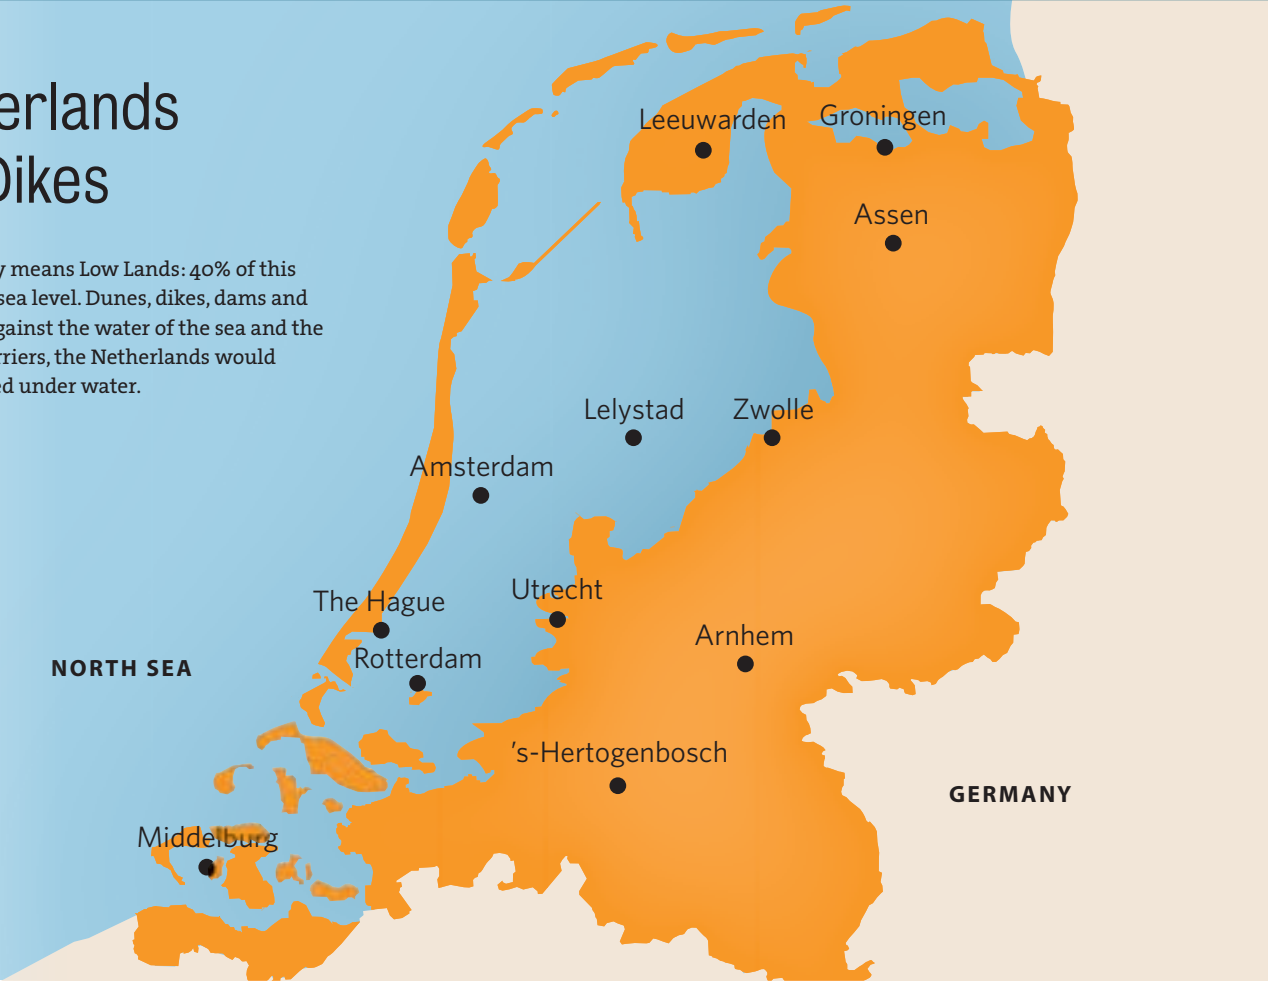 erlands
Dikes
y means Low Lands: 40% of this
sea level. Dunes, dikes, dams and
gainst the water of the sea and the
rriers, the Netherlands would
ed under water.
Leeuwarden
Groningen
Assen
Lelystad
Zwolle
Amsterdam
Utrecht
The Hague
Arnhem
Rotterdam
NORTH SEA
's-Hertogenbosch
GERMANY
Middelburg